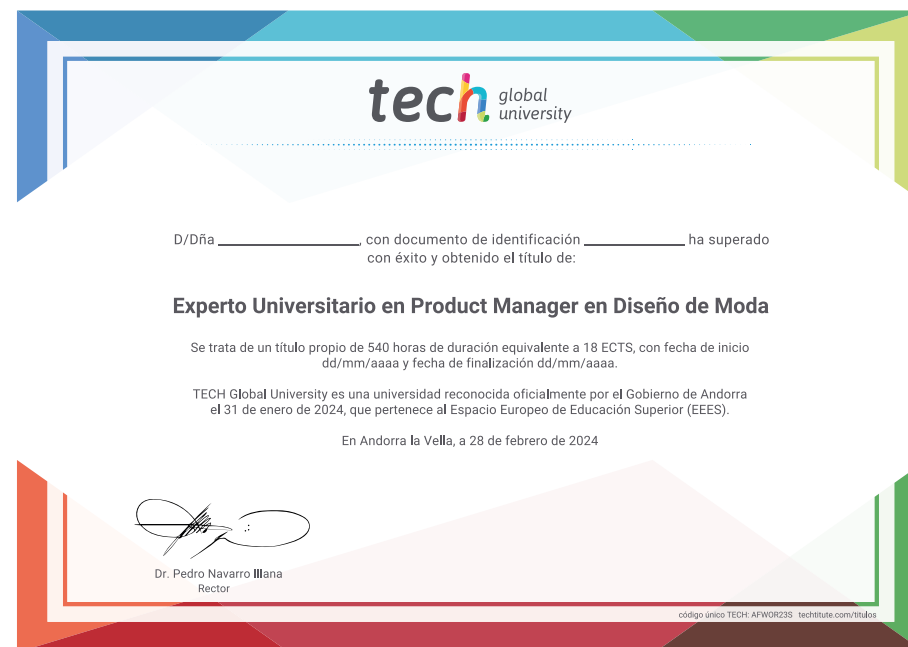 tech global university
D/Dña ____________________, con documento de identificación ______________ ha superado
con éxito y obtenido el título de:
Experto Universitario en Product Manager en Diseño de Moda
Se trata de un título propio de 540 horas de duración equivalente a 18 ECTS, con fecha de inicio
dd/mm/aaaa y fecha de finalización dd/mm/aaaa.
TECH Global University es una universidad reconocida oficialmente por el Gobierno de Andorra
el 31 de enero de 2024, que pertenece al Espacio Europeo de Educación Superior (EEES).
En Andorra la Vella, a 28 de febrero de 2024
Dr. Pedro Navarro Illana
Rector
código único TECH: AFWOR23S techtitute.com/titulos